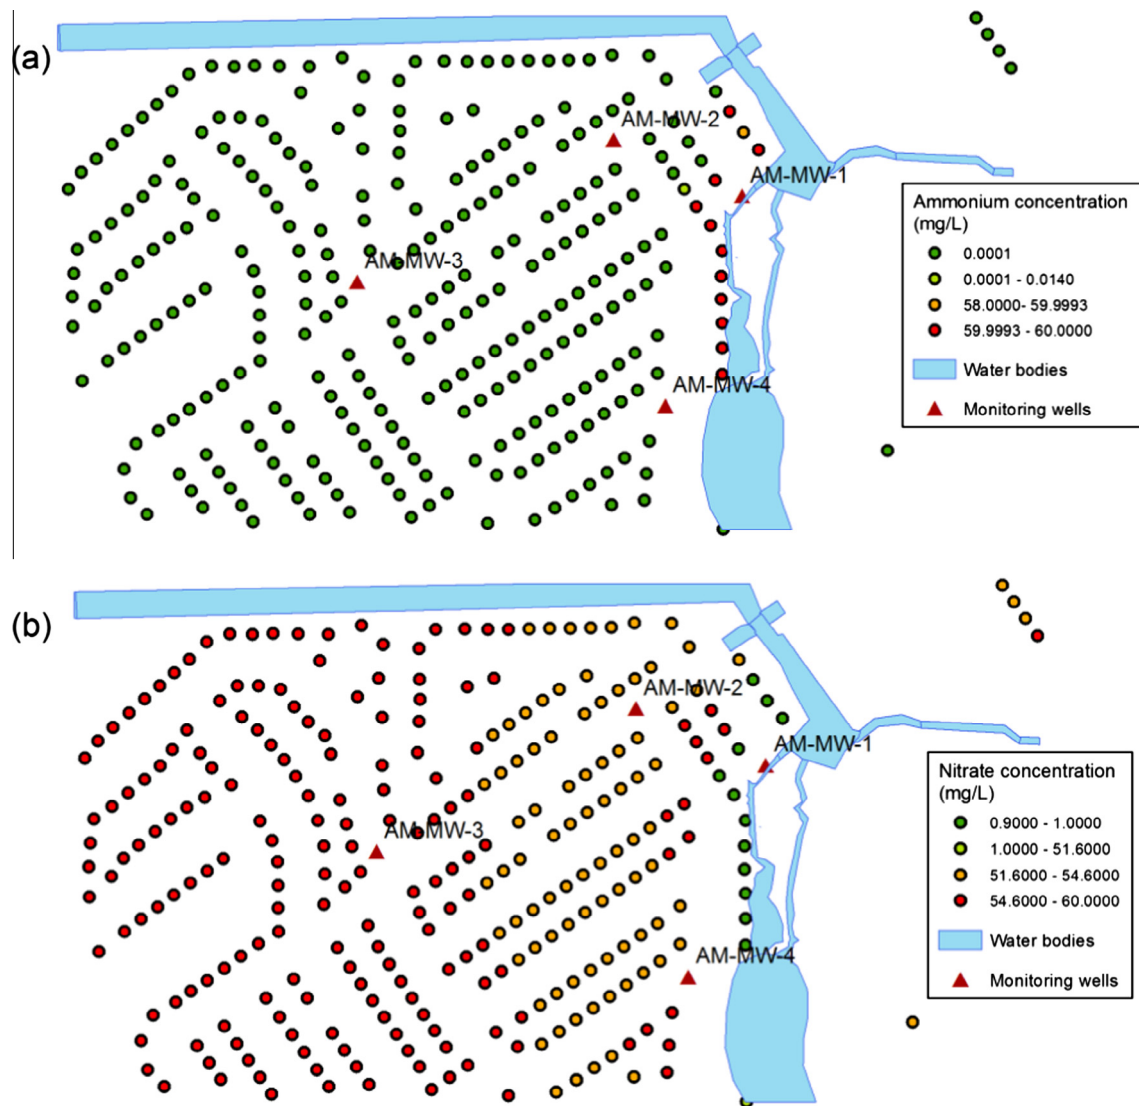 (a)
AM-MW-2
AM-MW-1
AM-MW-3
AM-MW-4
Ammonium concentration
(mg/L)
0.0001
0.0001 - 0.0140
58.0000- 59.9993
59.9993 - 60.0000
Water bodies
Monitoring wells
(b)
AM-MW-2
AM-MW-1
AM-MW-3
AM-MW-4
Nitrate concentration
(mg/L)
0.9000 - 1.0000
1.0000 - 51.6000
51.6000 - 54.6000
54.6000 - 60.0000
Water bodies
Monitoring wells